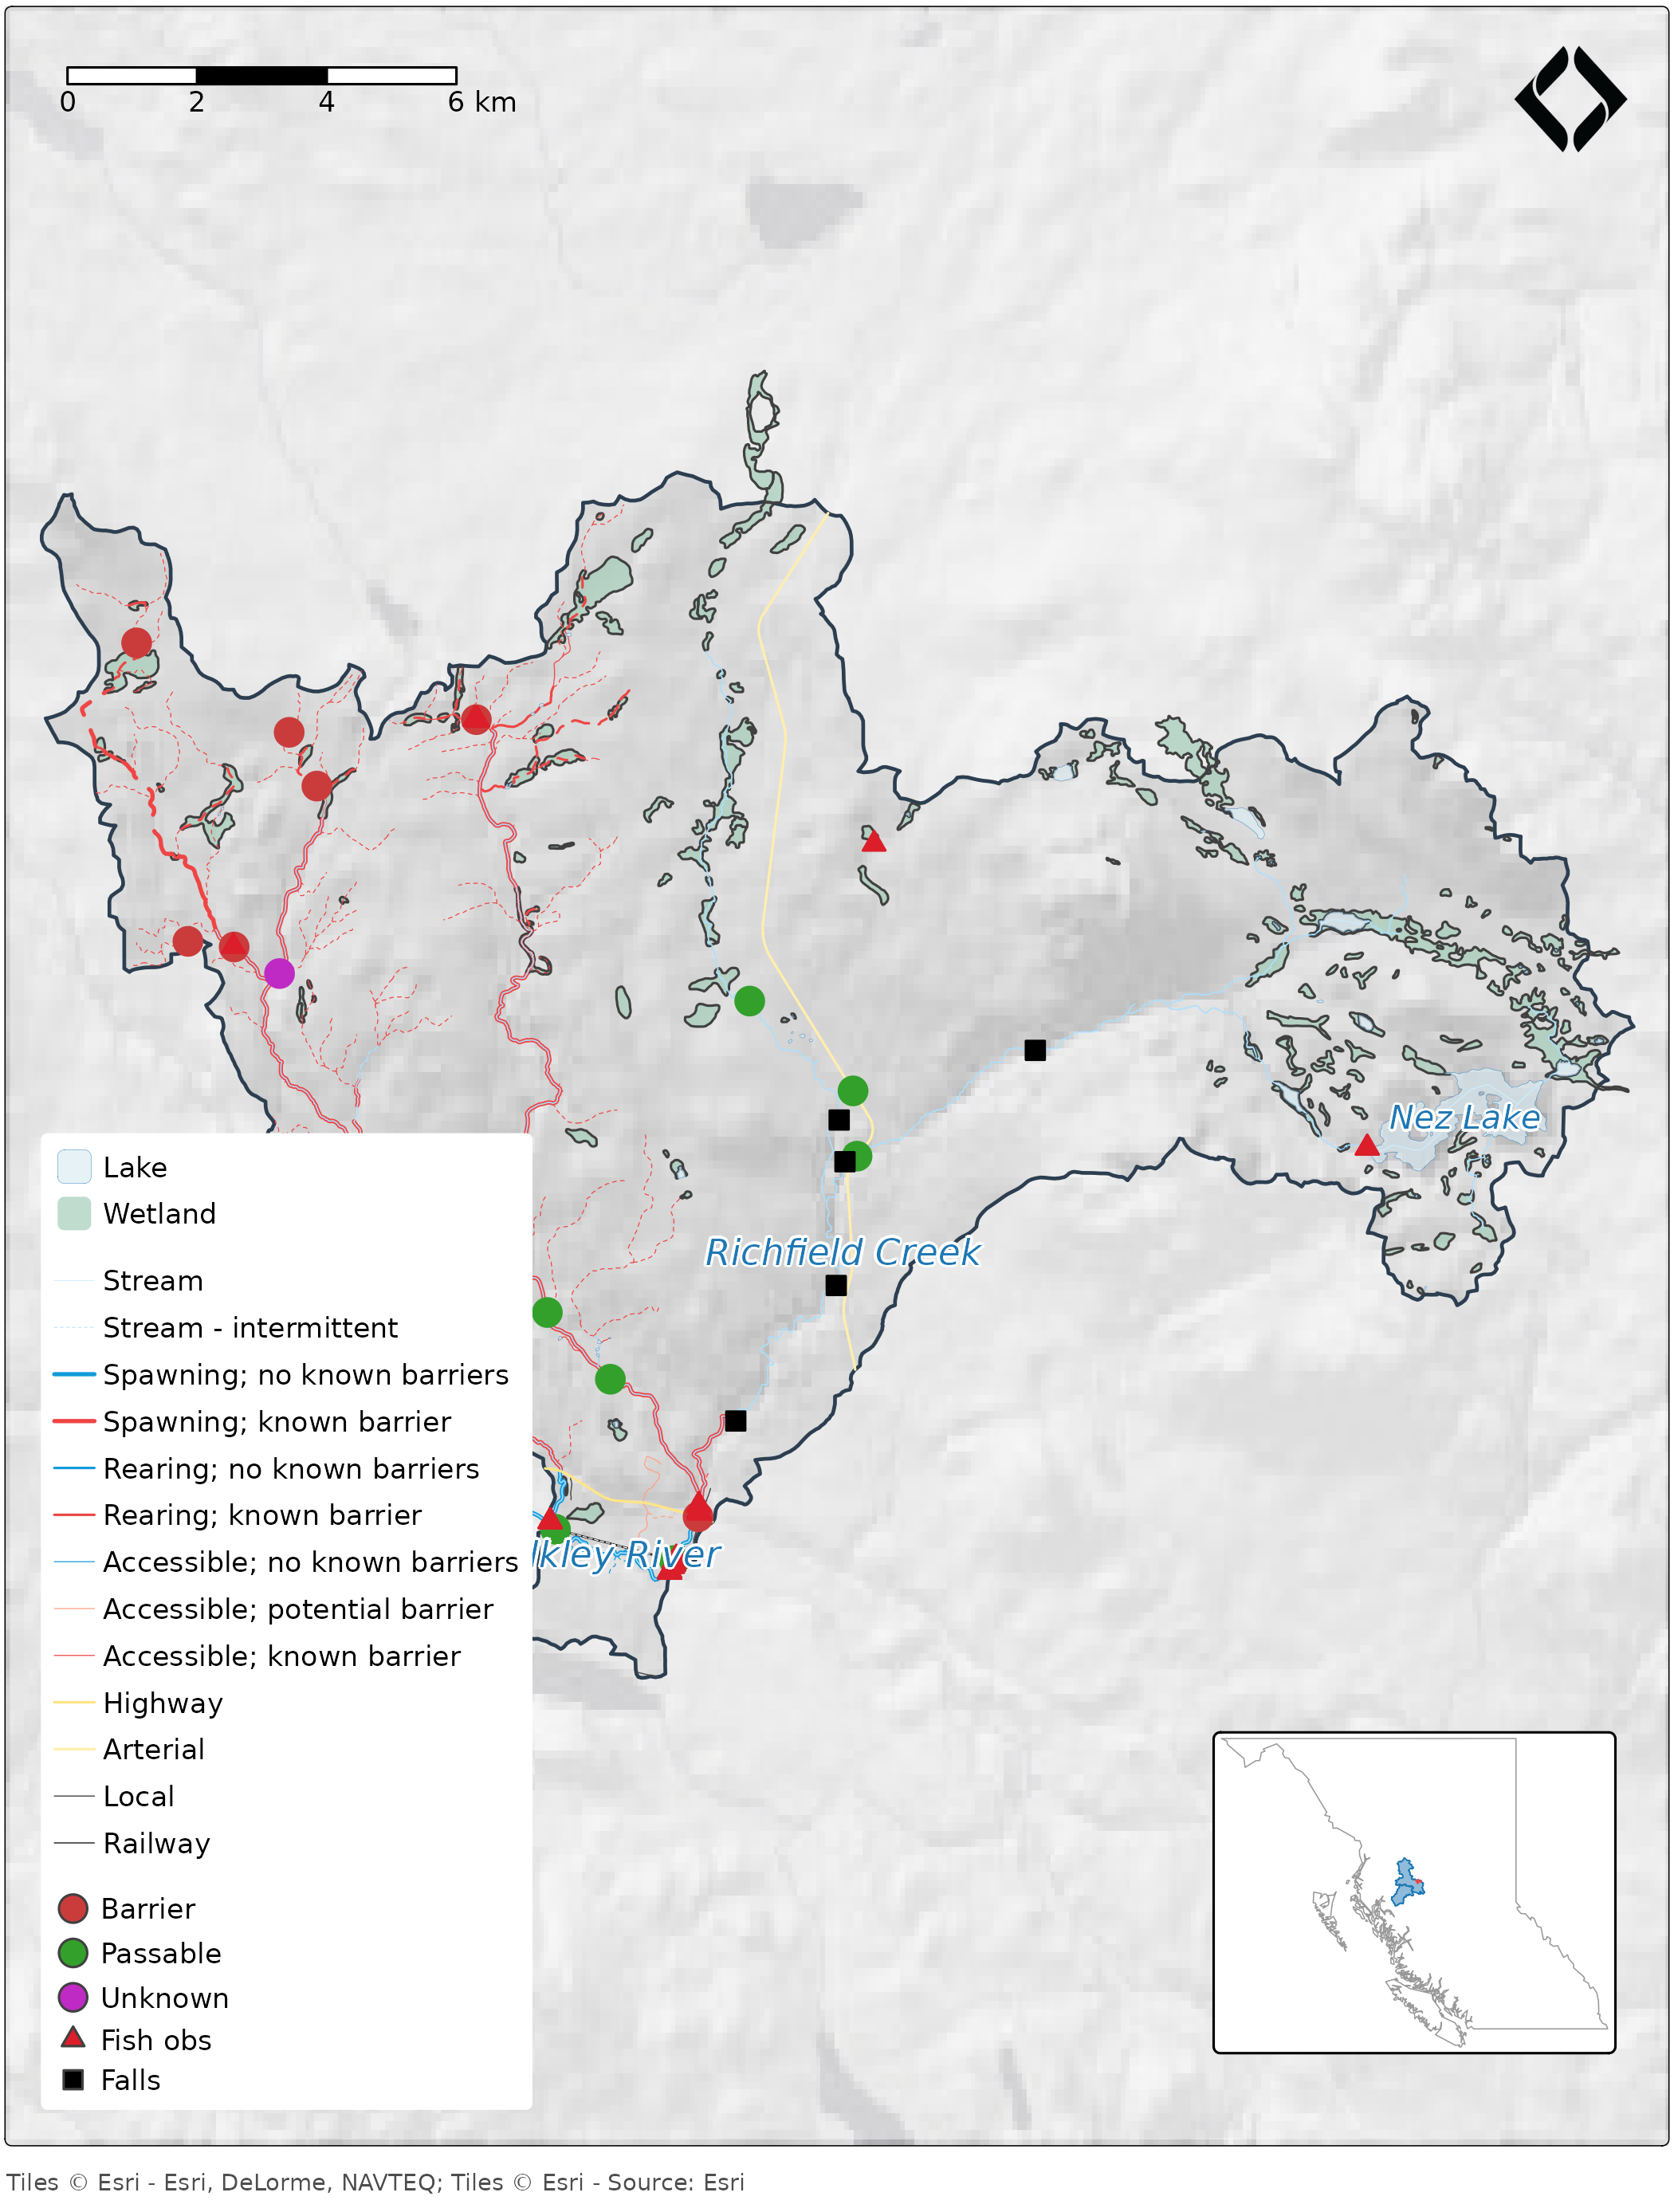 0 2 4 6 km
Nez Lake
Richfield Creek
lkley River
Lake
Wetland
Stream
Stream - intermittent
Spawning; no known barriers
Spawning; known barrier
Rearing; no known barriers
Rearing; known barrier
Accessible; no known barriers
Accessible; potential barrier
Accessible; known barrier
Highway
Arterial
Local
Railway
Barrier
Passable
Unknown
Fish obs
Falls
Tiles © Esri - Esri, DeLorme, NAVTEQ; Tiles © Esri - Source: Esri